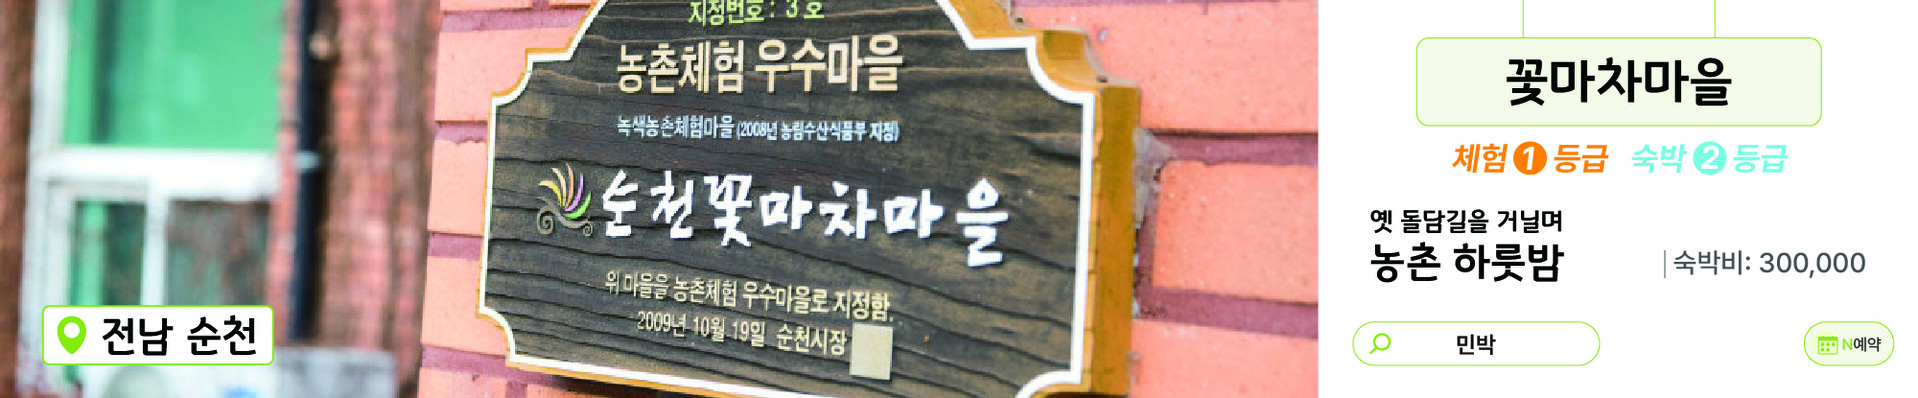 지정번호 : 3 호
농촌체험 우수마을
녹색농촌체험마을 (2008년 농림수산식품부 지정)
순천꽃마차마을
위 마을을 농촌체험 우수마을로 지정함.
2009년 10월 19일 순천시장
전남 순천
꽃마차마을
체험 1 등급 숙박 2 등급
옛 돌담길을 거닐며
농촌 하룻밤
| 숙박비: 300,000
민박
N예약